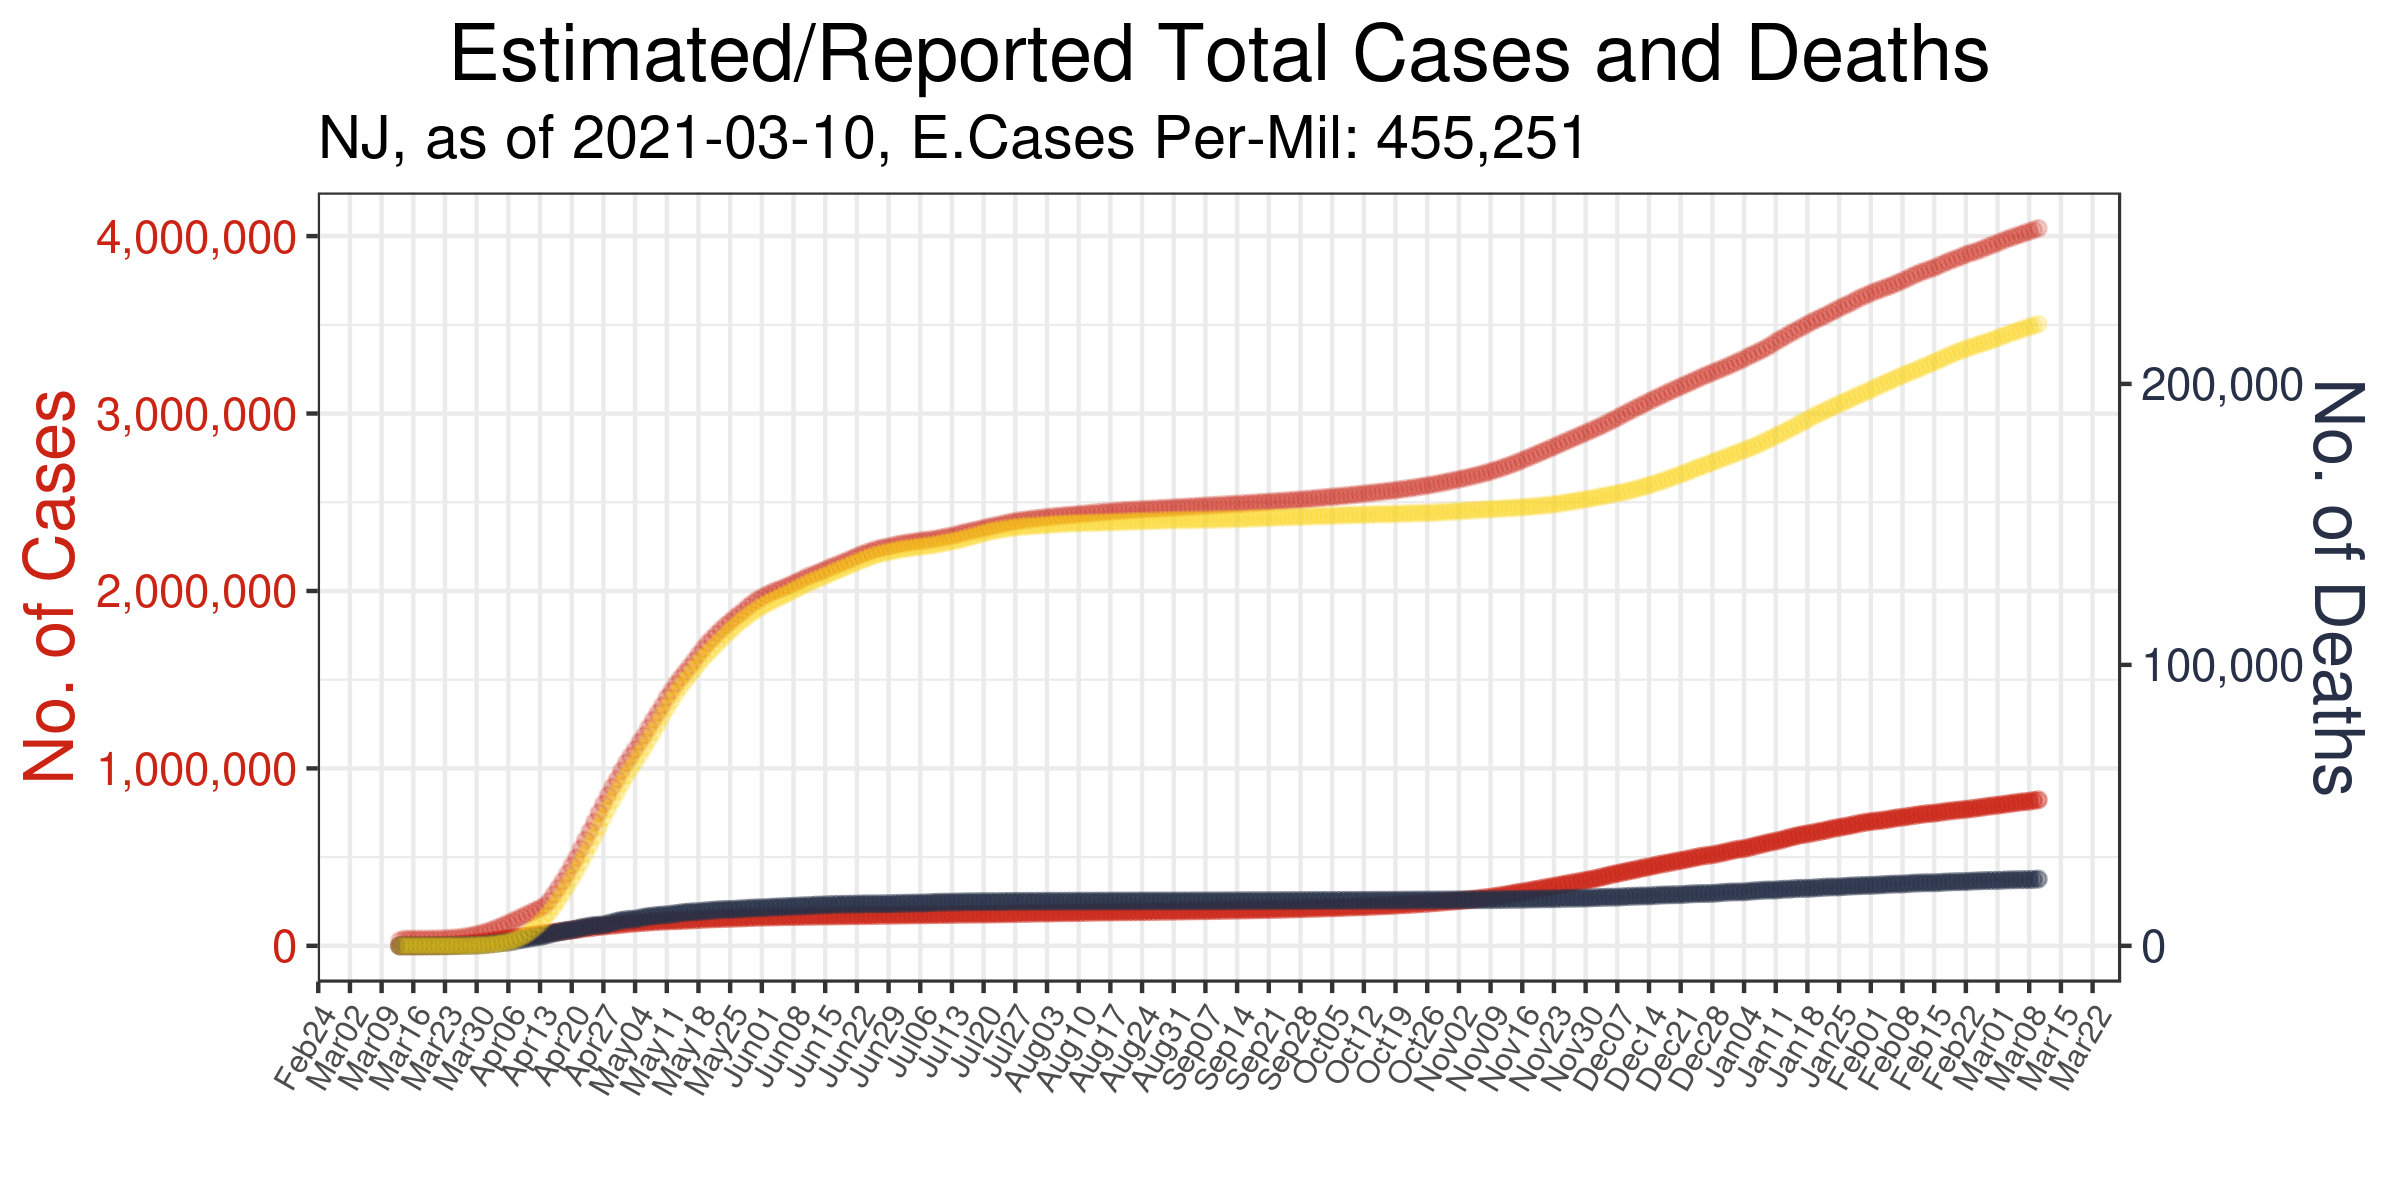 Estimated/Reported Total Cases and Deaths
NJ, as of 2021-03-10, E.Cases Per-Mil: 455,251
No. of Cases
4,000,000
3,000,000
2,000,000
1,000,000
0
200,000
100,000
0
No. of Deaths
Feb24
Mar02
Mar09
Mar16
Mar23
Mar30
Apr06
Apr13
Apr20
Apr27
May04
May11
May18
May25
Jun01
Jun08
Jun15
Jun22
Jun29
Jul06
Jul13
Jul20
Jul27
Aug03
Aug10
Aug17
Aug24
Aug31
Sep07
Sep14
Sep21
Sep28
Oct05
Oct12
Oct19
Oct26
Nov02
Nov09
Nov16
Nov23
Nov30
Dec07
Dec14
Dec21
Dec28
Jan04
Jan11
Jan18
Jan25
Feb01
Feb08
Feb15
Feb22
Mar01
Mar08
Mar15
Mar22